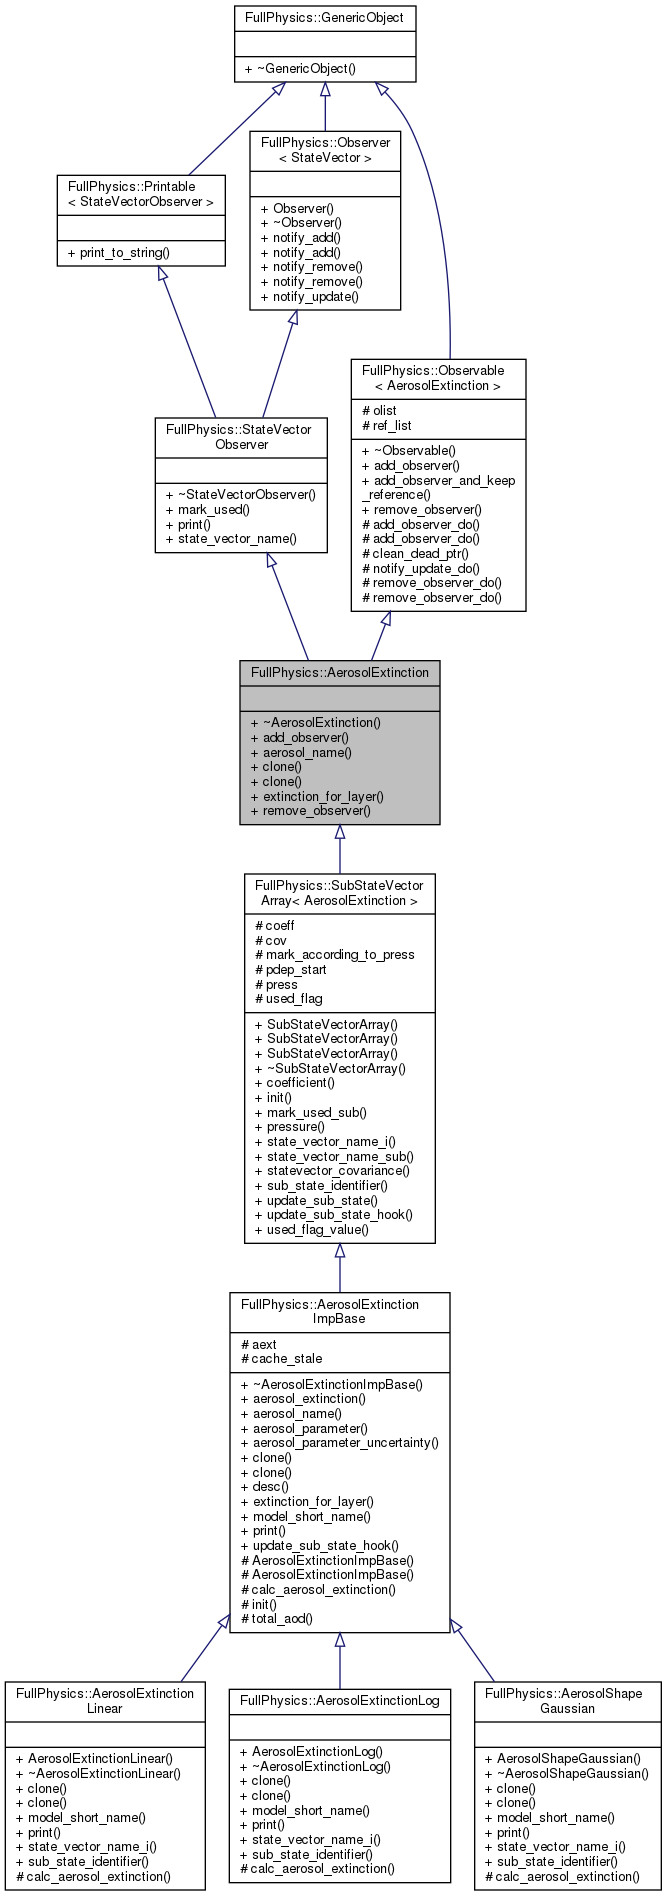 FullPhysics::GenericObject
+ ~GenericObject()
FullPhysics::Printable
< StateVectorObserver >
+ print_to_string()
FullPhysics::Observer
< StateVector >
+ Observer()
+ ~Observer()
+ notify_add()
+ notify_add()
+ notify_remove()
+ notify_remove()
+ notify_update()
FullPhysics::Observable
< AerosolExtinction >
# olist
# ref_list
+ ~Observable()
+ add_observer()
+ add_observer_and_keep
_reference()
+ remove_observer()
# add_observer_do()
# add_observer_do()
# clean_dead_ptr()
# notify_update_do()
# remove_observer_do()
# remove_observer_do()
FullPhysics::StateVector
Observer
+ ~StateVectorObserver()
+ mark_used()
+ print()
+ state_vector_name()
FullPhysics::AerosolExtinction
+ ~AerosolExtinction()
+ add_observer()
+ aerosol_name()
+ clone()
+ clone()
+ extinction_for_layer()
+ remove_observer()
FullPhysics::SubStateVector
Array< AerosolExtinction >
# coeff
# cov
# mark_according_to_press
# pdep_start
# press
# used_flag
+ SubStateVectorArray()
+ SubStateVectorArray()
+ SubStateVectorArray()
+ ~SubStateVectorArray()
+ coefficient()
+ init()
+ mark_used_sub()
+ pressure()
+ state_vector_name_i()
+ state_vector_name_sub()
+ statevector_covariance()
+ sub_state_identifier()
+ update_sub_state()
+ update_sub_state_hook()
+ used_flag_value()
FullPhysics::AerosolExtinction
ImpBase
# aext
# cache_stale
+ ~AerosolExtinctionImpBase()
+ aerosol_extinction()
+ aerosol_name()
+ aerosol_parameter()
+ aerosol_parameter_uncertainty()
+ clone()
+ clone()
+ desc()
+ extinction_for_layer()
+ model_short_name()
+ print()
+ update_sub_state_hook()
# AerosolExtinctionImpBase()
# AerosolExtinctionImpBase()
# calc_aerosol_extinction()
# init()
# total_aod()
FullPhysics::AerosolExtinction
Linear
+ AerosolExtinctionLinear()
+ ~AerosolExtinctionLinear()
+ clone()
+ clone()
+ model_short_name()
+ print()
+ state_vector_name_i()
+ sub_state_identifier()
# calc_aerosol_extinction()
FullPhysics::AerosolExtinctionLog
+ AerosolExtinctionLog()
+ ~AerosolExtinctionLog()
+ clone()
+ clone()
+ model_short_name()
+ print()
+ state_vector_name_i()
+ sub_state_identifier()
# calc_aerosol_extinction()
FullPhysics::AerosolShape
Gaussian
+ AerosolShapeGaussian()
+ ~AerosolShapeGaussian()
+ clone()
+ clone()
+ model_short_name()
+ print()
+ state_vector_name_i()
+ sub_state_identifier()
# calc_aerosol_extinction()